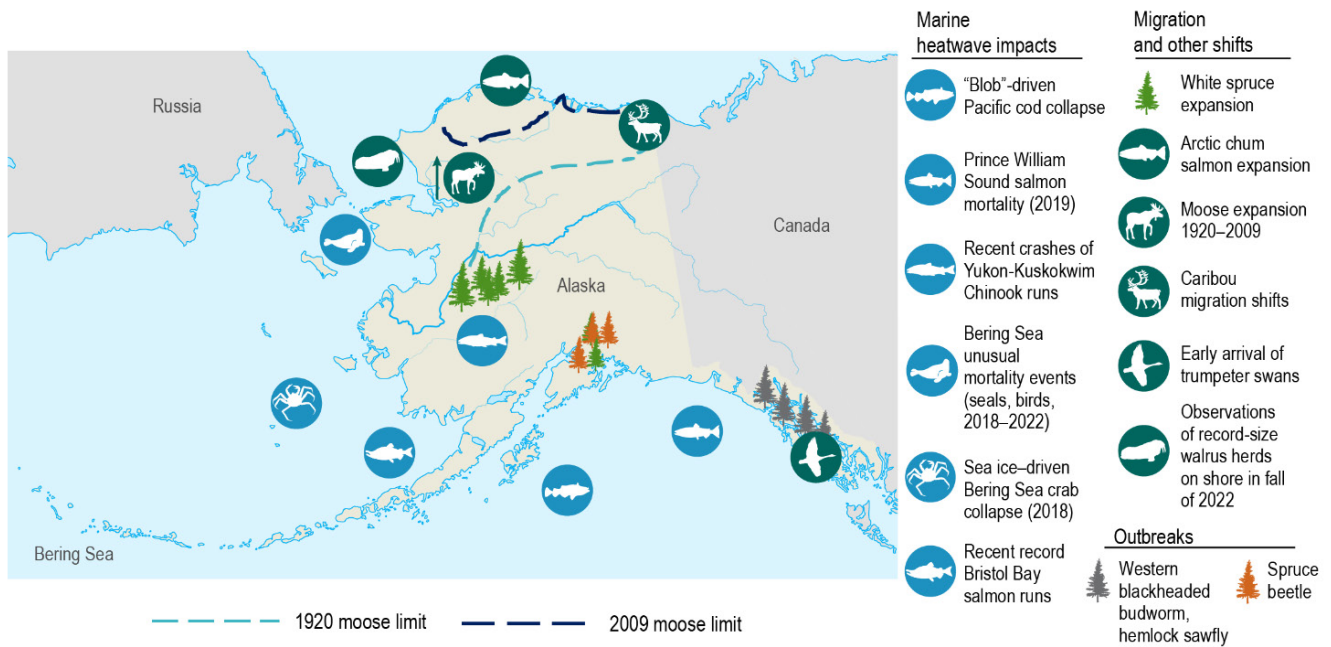 Russia
Canada
Alaska
Bering Sea
1920 moose limit
2009 moose limit
Marine
heatwave impacts
“Blob”-driven
Pacific cod collapse
Prince William
Sound salmon
mortality (2019)
Recent crashes of
Yukon-Kuskokwim
Chinook runs
Bering Sea
unusual
mortality events
(seals, birds,
2018–2022)
Sea ice–driven
Bering Sea crab
collapse (2018)
Recent record
Bristol Bay
salmon runs
Migration
and other shifts
White spruce
expansion
Arctic chum
salmon expansion
Moose expansion
1920–2009
Caribou
migration shifts
Early arrival of
trumpeter swans
Observations
of record-size
walrus herds
on shore in fall
of 2022
Outbreaks
Western
blackheaded
budworm,
hemlock sawfly
Spruce
beetle